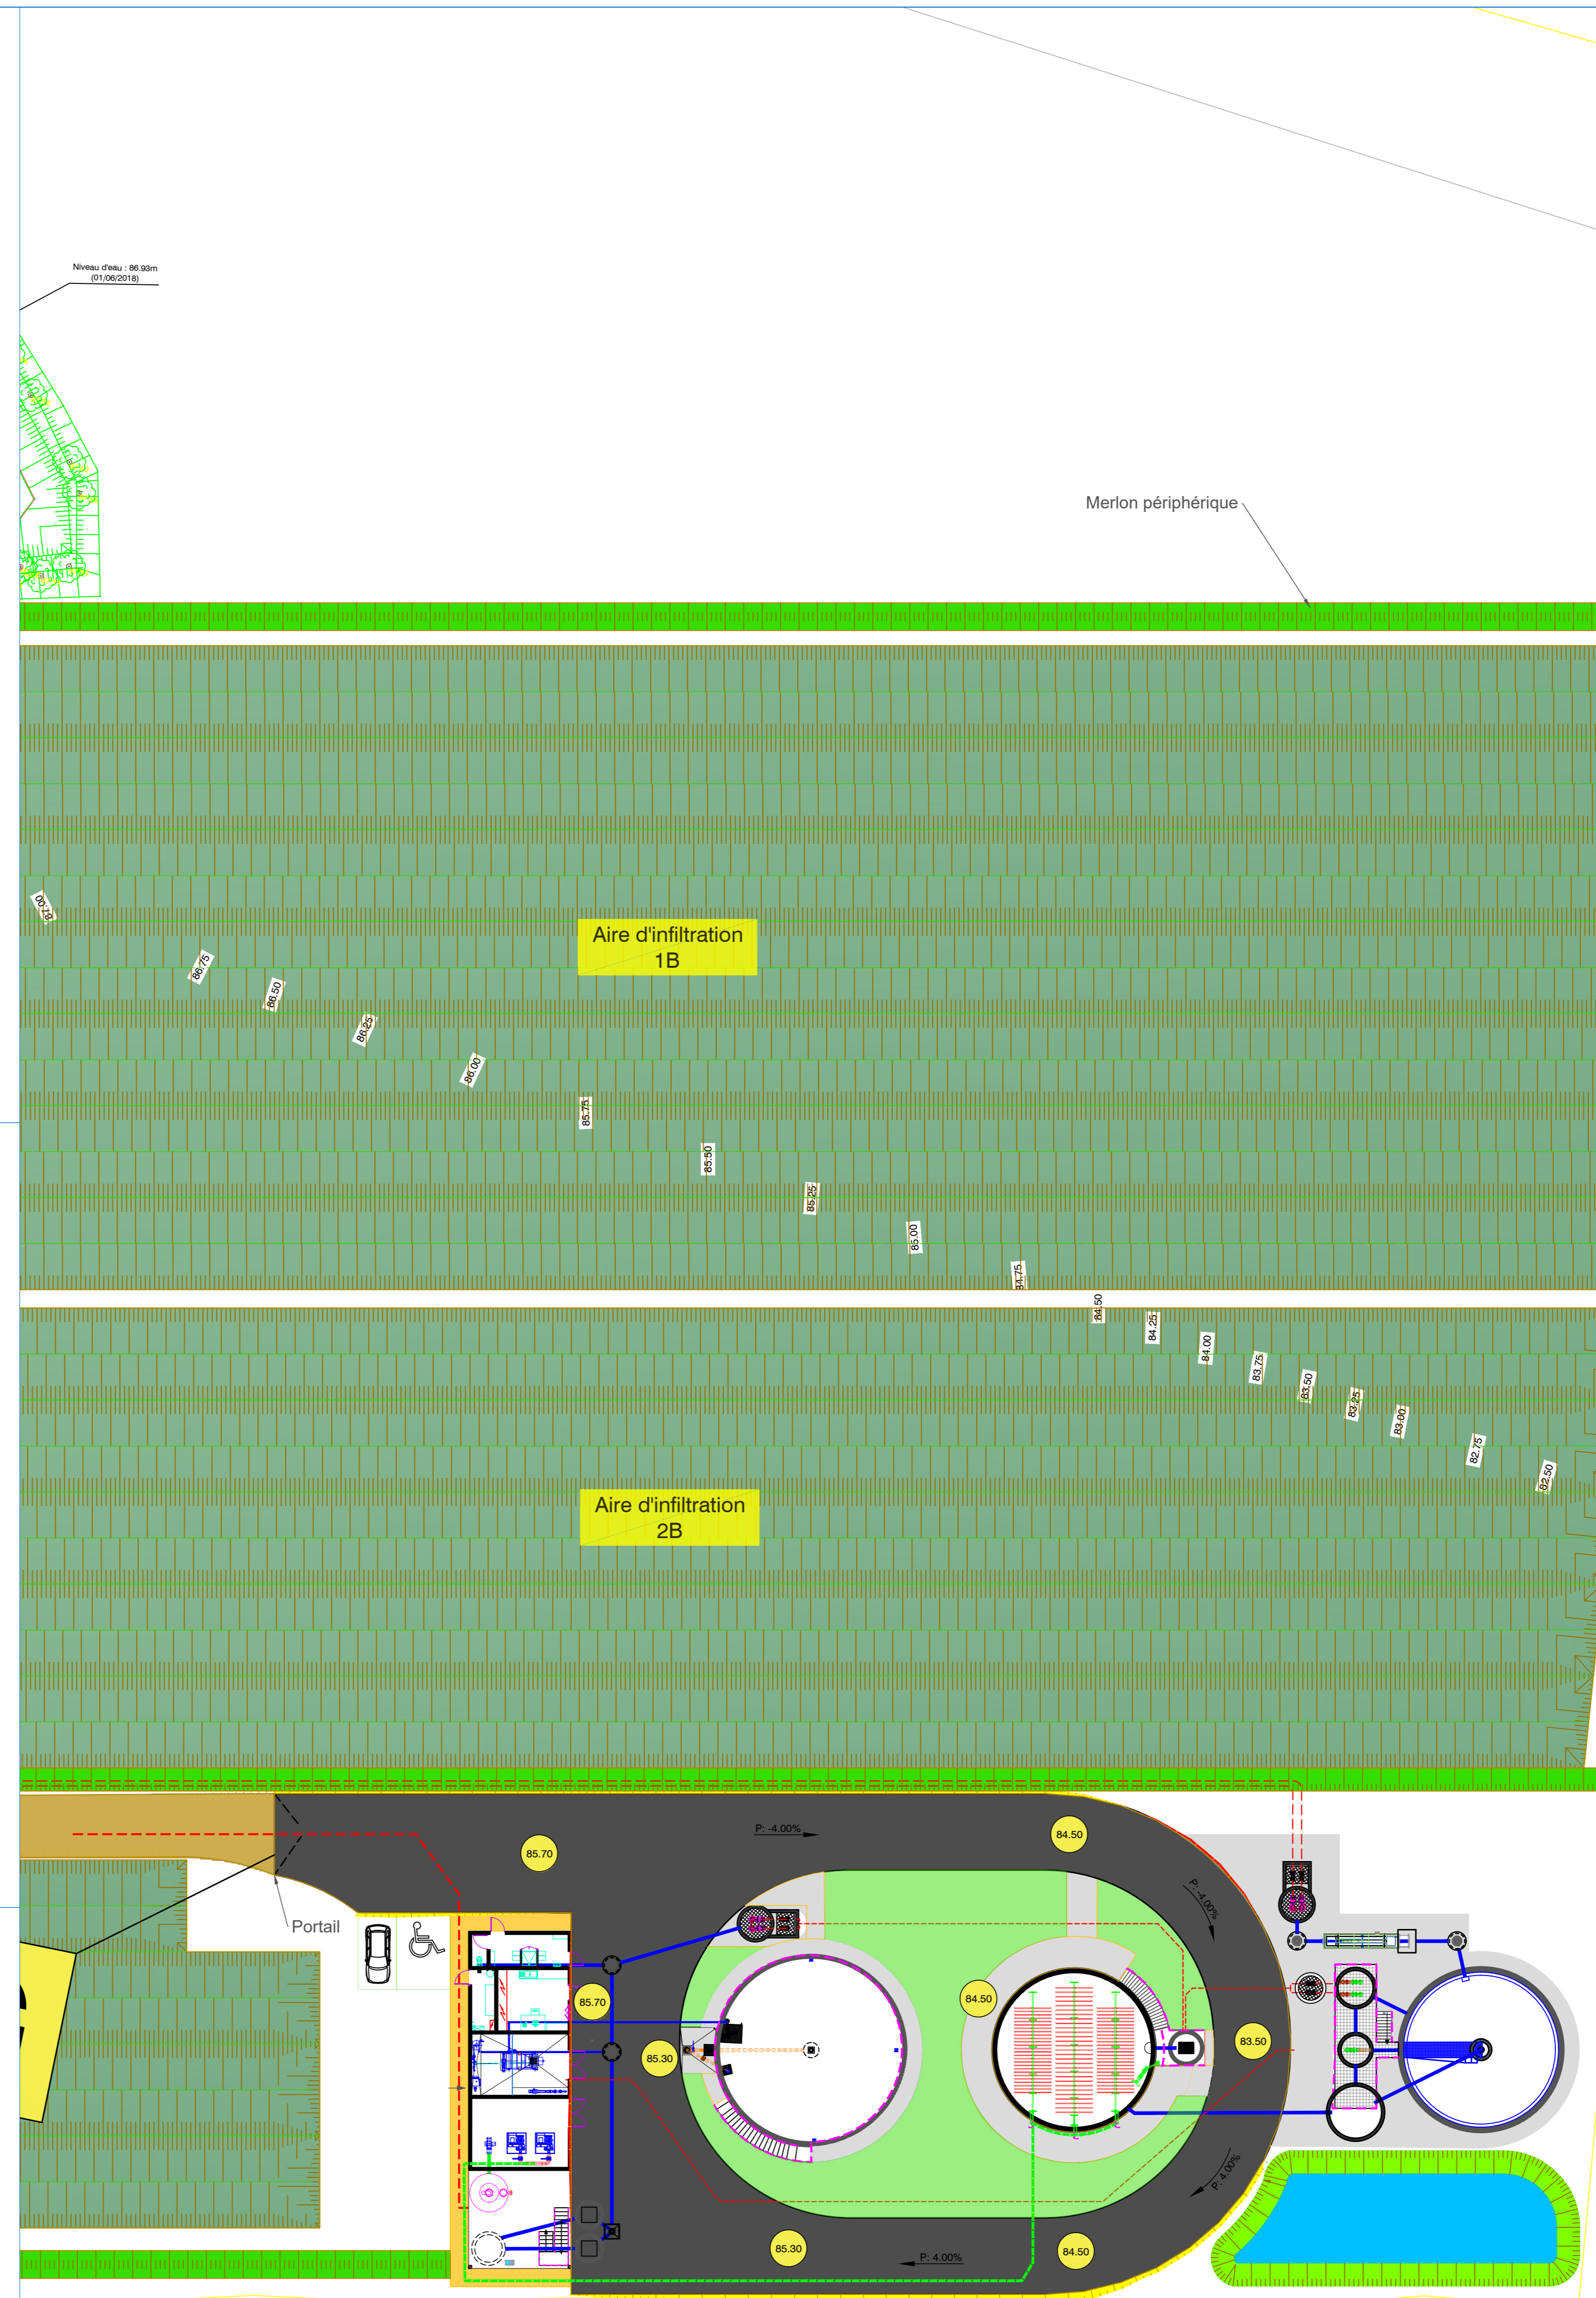 Niveau d'eau : 86.93m
(01/06/2018)
Merlon périphérique
87.00
Aire d'infiltration
1B
86.75
86.50
86.25
86.00
85.75
85.50
85.25
85.00
84.75
84.50
84.25
84.00
83.75
83.50
83.25
83.00
82.75
82.50
Aire d'infiltration
2B
P: -4.00%
84.50
85.70
P: -4.00%
Portail
84.50
85.70
83.50
85.30
P: 4.00%
85.30
84.50
P: 4.00%